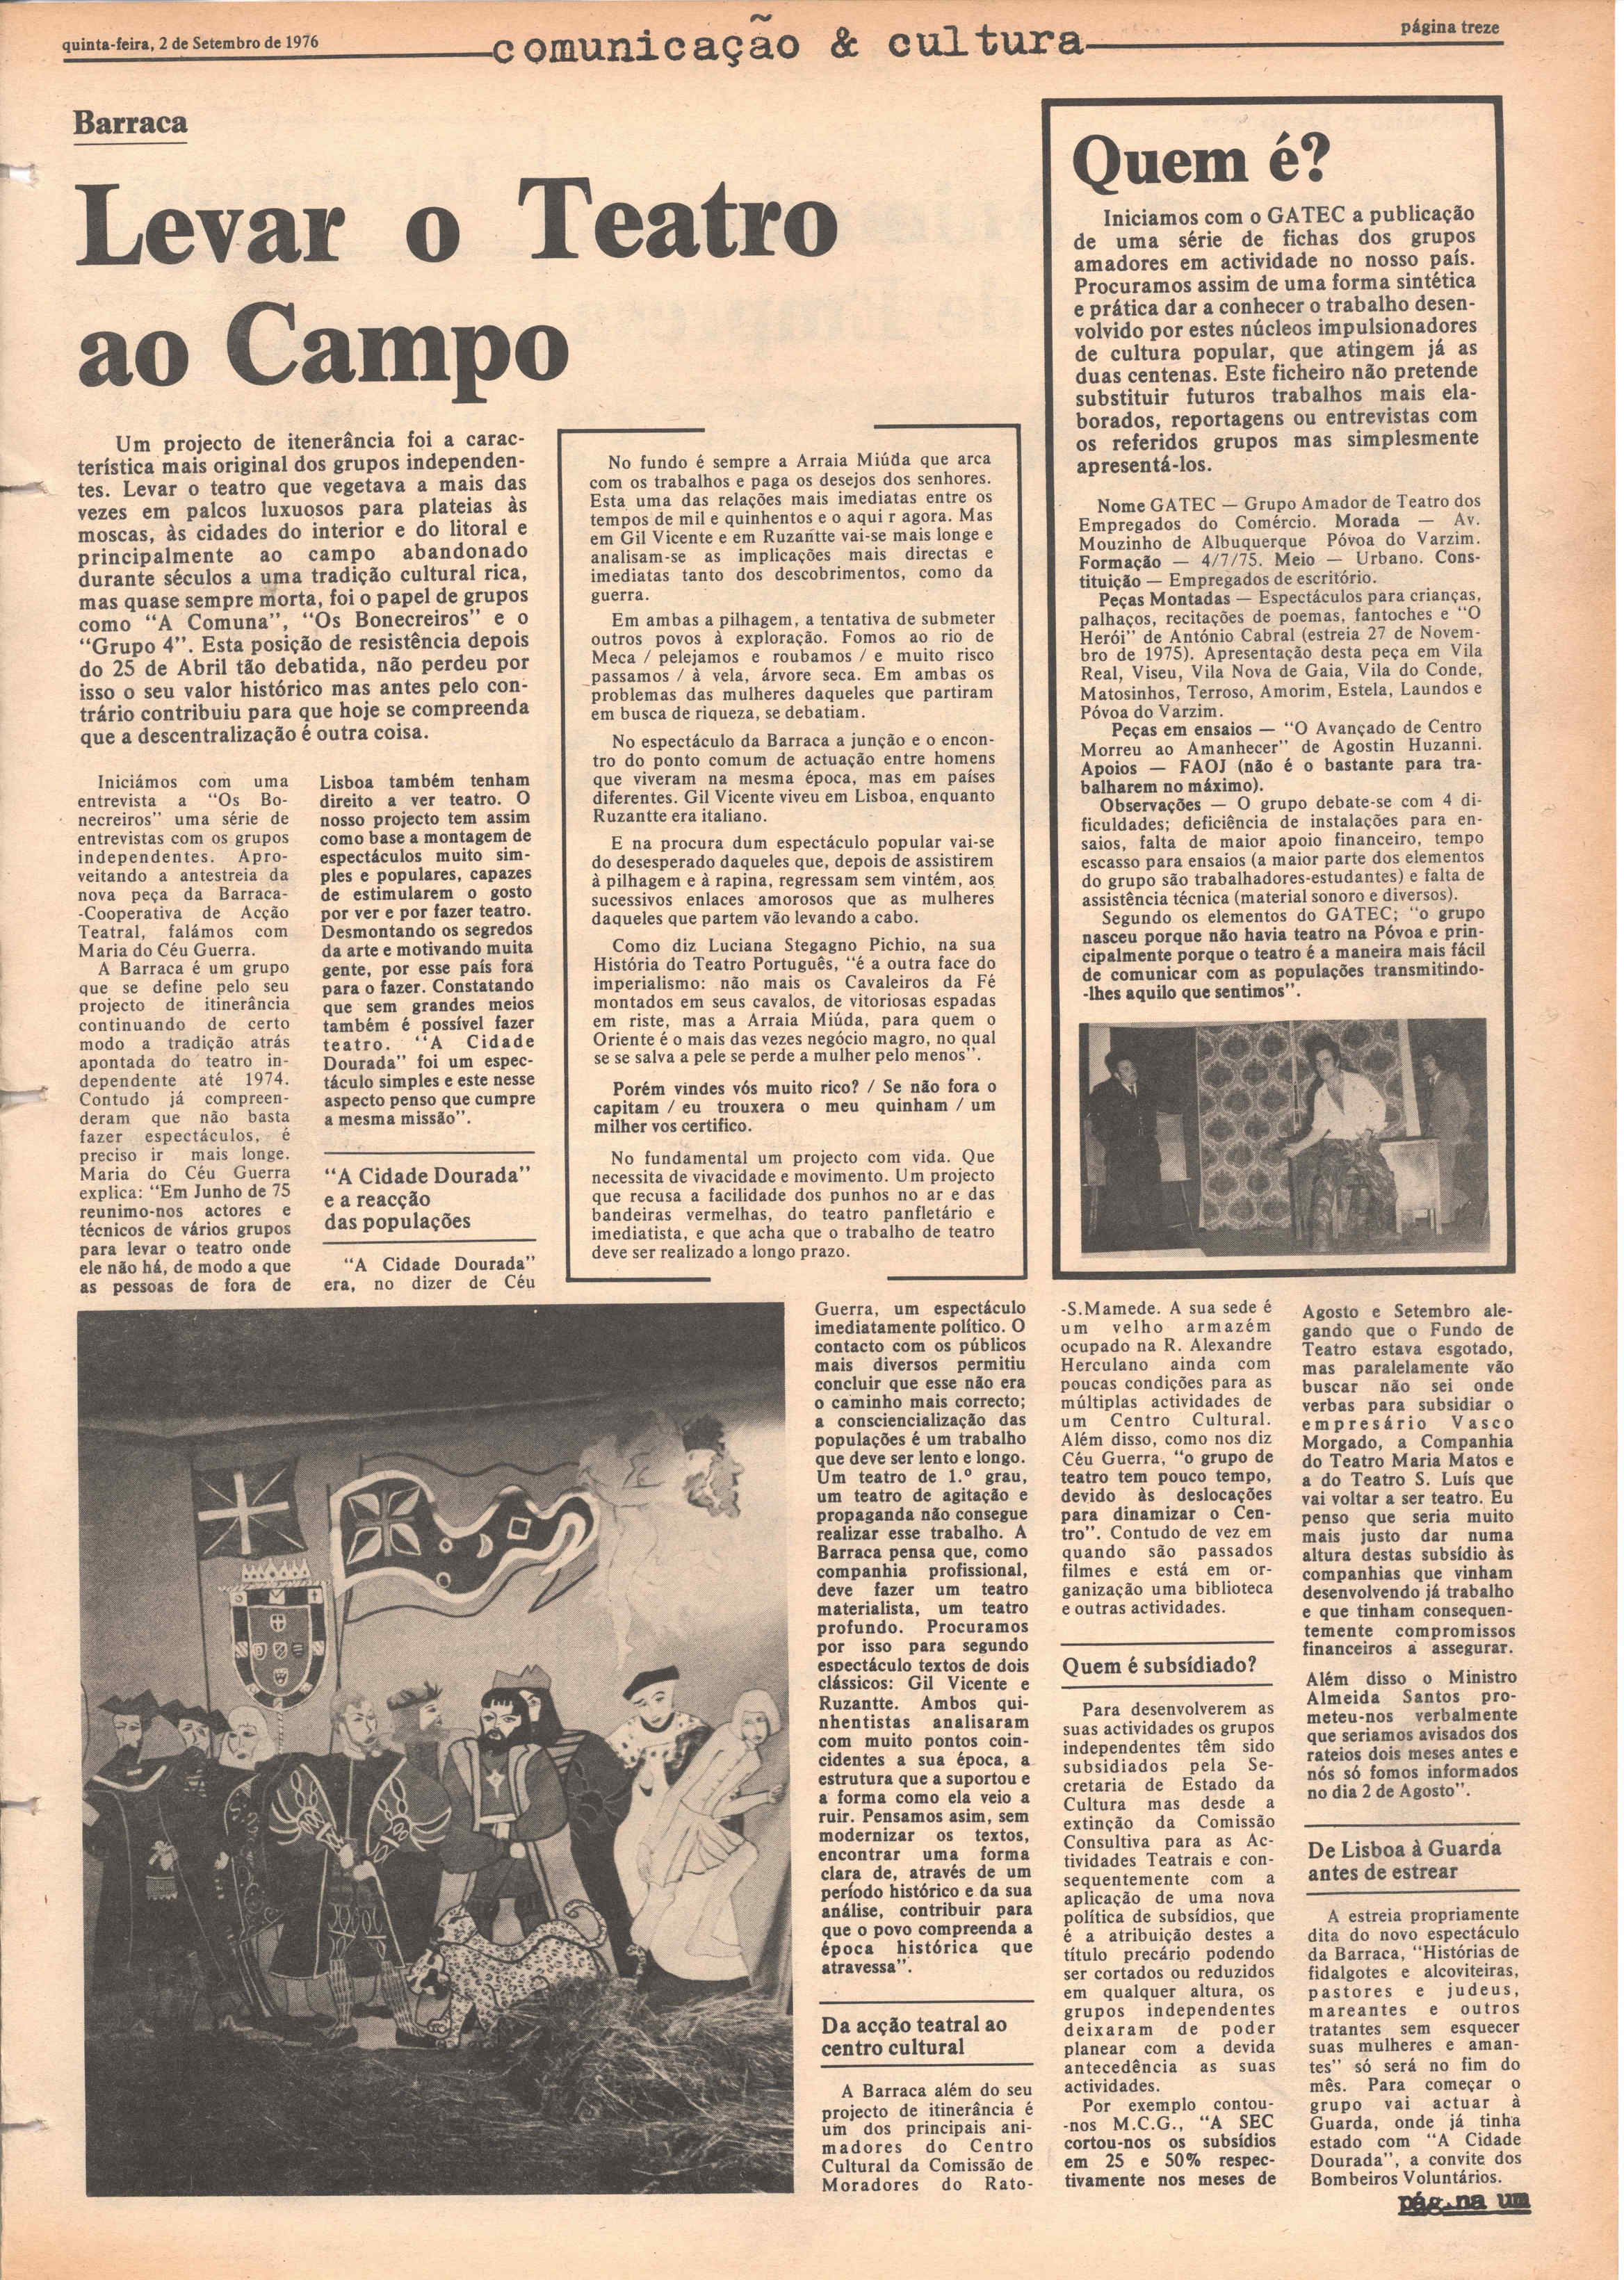 quinta-feira, 2 de Setembro de 1976
comunicação & cultura
página treze
Barraca
Levar o Teatro
ao Campo
Um projecto de itenerância foi a carac-
terística mais original dos grupos independen-
tes. Levar o teatro que vegetava a mais das
vezes em palcos luxuosos para plateias às
moscas, às cidades do interior e do litoral e
principalmente ao campo abandonado
durante séculos a uma tradição cultural rica,
mas quase sempre morta, foi o papel de grupos
como "A Comuna", "Os Bonecreiros" e o
"Grupo 4". Esta posição de resistência depois
do 25 de Abril tão debatida, não perdeu por
isso o seu valor histórico mas antes pelo con-
trário contribuiu para que hoje se compreenda
que a descentralização é outra coisa.
Iniciámos com uma
entrevista a "Os Bo-
necreiros" uma série de
entrevistas com os grupos
independentes. Apro-
veitando a antestreia da
nova peça da Barraca-
-Cooperativa de Acção
Teatral, falámos com
Maria do Céu Guerra.
A Barraca é um grupo
que se define pelo seu
projecto de itinerância
continuando de certo
modo a tradição atrás
apontada do teatro in-
dependente até 1974.
Contudo já compreen-
deram que não basta
fazer espectáculos, é
preciso ir mais longe.
Maria do Céu Guerra
explica: "Em Junho de 75
reunimo-nos actores e
técnicos de vários grupos
para levar o teatro onde
ele não há, de modo a que
as pessoas de fora de
Lisboa também tenham
direito a ver teatro. O
nosso projecto tem assim
como base a montagem de
espectáculos muito sim-
ples e populares, capazes
de estimularem o gosto
por ver e por fazer teatro.
Desmontando os segredos
da arte e motivando muita
gente, por esse país fora
para o fazer. Constatando
que sem grandes meios
também é possível fazer
teatro. "A Cidade
Dourada" foi um espec-
táculo simples e este nesse
aspecto penso que cumpre
a mesma missão".
"A Cidade Dourada"
e a reacção
das populações
"A Cidade Dourada"
era, no dizer de Céu
No fundo é sempre a Arraia Miúda que arca
com os trabalhos e paga os desejos dos senhores.
Esta uma das relações mais imediatas entre os
tempos de mil e quinhentos e o aqui r agora. Mas
em Gil Vicente e em Ruzantte vai-se mais longe e
analisam-se as implicações mais directas e
imediatas tanto dos descobrimentos, como da
guerra.
Em ambas a pilhagem, a tentativa de submeter
outros povos à exploração. Fomos ao rio de
Meca / pelejamos e roubamos / e muito risco
passamos / à vela, árvore seca. Em ambas os
problemas das mulheres daqueles que partiram
em busca de riqueza, se debatiam.
No espectáculo da Barraca a junção e o encon-
tro do ponto comum de actuação entre homens
que viveram na mesma época, mas em países
diferentes. Gil Vicente viveu em Lisboa, enquanto
Ruzantte era italiano.
E na procura dum espectáculo popular vai-se
do desesperado daqueles que, depois de assistirem
à pilhagem e à rapina, regressam sem vintém, aos
sucessivos enlaces amorosos que as mulheres
daqueles que partem vão levando a cabo.
Como diz Luciana Stegagno Pichio, na sua
História do Teatro Português, "é a outra face do
imperialismo: não mais os Cavaleiros da Fé
montados em seus cavalos, de vitoriosas espadas
em riste, mas a Arraia Miúda, para quem o
Oriente é o mais das vezes negócio magro, no qual
se se salva a pele se perde a mulher pelo menos".
Porém vindes vós muito rico? / Se não fora o
capitam / eu trouxera o meu quinham / um
milher vos certifico.
No fundamental um projecto com vida. Que
necessita de vivacidade e movimento. Um projecto
que recusa a facilidade dos punhos no ar e das
bandeiras vermelhas, do teatro panfletário e
imediatista, e que acha que o trabalho de teatro
deve ser realizado a longo prazo.
Quem é?
Iniciamos com o GATEC a publicação
de uma série de fichas dos grupos
amadores em actividade no nosso país.
Procuramos assim de uma forma sintética
e prática dar a conhecer o trabalho desen-
volvido por estes núcleos impulsionadores
de cultura popular, que atingem já as
duas centenas. Este ficheiro não pretende
substituir futuros trabalhos mais ela-
borados, reportagens ou entrevistas com
os referidos grupos mas simplesmente
apresentá-los.
Nome GATEC — Grupo Amador de Teatro dos
Empregados do Comércio. Morada — Av.
Mouzinho de Albuquerque Póvoa do Varzim.
Formação — 4/7/75. Meio — Urbano. Cons-
tituição — Empregados de escritório.
Peças Montadas — Espectáculos para crianças,
palhaços, recitações de poemas, fantoches e "O
Herói" de António Cabral (estreia 27 de Novem-
bro de 1975). Apresentação desta peça em Vila
Real, Viseu, Vila Nova de Gaia, Vila do Conde,
Matosinhos, Terroso, Amorim, Estela, Laundos e
Póvoa do Varzim.
Peças em ensaios — "O Avançado de Centro
Morreu ao Amanhecer" de Agostin Huzanni.
Apoios — FAOJ (não é o bastante para tra-
balharem no máximo).
Observações — O grupo debate-se com 4 di-
ficuldades; deficiência de instalações para en-
saios, falta de maior apoio financeiro, tempo
escasso para ensaios (a maior parte dos elementos
do grupo são trabalhadores-estudantes) e falta de
assistência técnica (material sonoro e diversos).
Segundo os elementos do GATEC; "o grupo
nasceu porque não havia teatro na Póvoa e prin-
cipalmente porque o teatro é a maneira mais fácil
de comunicar com as populações transmitindo-
-lhes aquilo que sentimos".
Guerra, um espectáculo
imediatamente político. O
contacto com os públicos
mais diversos permitiu
concluir que esse não era
o caminho mais correcto;
a consciencialização das
populações é um trabalho
que deve ser lento e longo.
Um teatro de 1.º grau,
um teatro de agitação e
propaganda não consegue
realizar esse trabalho. A
Barraca pensa que, como
companhia profissional,
deve fazer um teatro
materialista, um teatro
profundo. Procuramos
por isso para segundo
espectáculo textos de dois
clássicos: Gil Vicente e
Ruzantte. Ambos qui-
nhentistas analisaram
com muito pontos coin-
cidentes a sua época, a
estrutura que a suportou e
a forma como ela veio a
ruir. Pensamos asim, sem
modernizar os textos,
encontrar uma forma
clara de, através de um
período histórico e da sua
análise, contribuir para
que o povo compreenda a
época histórica que
atravessa".
Da acção teatral ao
centro cultural
A Barraca além do seu
projecto de itinerância é
um dos principais ani-
madores do Centro
Cultural da Comissão de
Moradores do Rato-
-S.Mamede. A sua sede é
um velho armazém
ocupado na R. Alexandre
Herculano ainda com
poucas condições para as
múltiplas actividades de
um Centro Cultural.
Além disso, como nos diz
Céu Guerra, "o grupo de
teatro tem pouco tempo,
devido às deslocações
para dinamizar o Cen-
tro". Contudo de vez em
quando são passados
filmes e está em or-
ganização uma biblioteca
e outras actividades.
Quem é subsídiado?
Para desenvolverem as
suas actividades os grupos
independentes têm sido
subsidiados pela Se-
cretaria de Estado da
Cultura mas desde a
extinção da Comissão
Consultiva para as Ac-
tividades Teatrais e con-
sequentemente com a
aplicação de uma nova
política de subsídios, que
é a atribuição destes a
título precário podendo
ser cortados ou reduzidos
em qualquer altura, os
grupos independentes
deixaram de poder
planear com a devida
antecedência as suas
actividades.
Por exemplo contou-
-nos M.C.G., "A SEC
cortou-nos os subsídios
em 25 e 50% respec-
tivamente nos meses de
Agosto e Setembro ale-
gando que o Fundo de
Teatro estava esgotado,
mas paralelamente vão
buscar não sei onde
verbas para subsidiar o
empresário Vasco
Morgado, a Companhia
do Teatro Maria Matos e
a do Teatro S. Luís que
vai voltar a ser teatro. Eu
penso que seria muito
mais justo dar numa
altura destas subsídio às
companhias que vinham
desenvolvendo já trabalho
e que tinham consequen-
temente compromissos
financeiros a assegurar.
Além disso o Ministro
Almeida Santos pro-
meteu-nos verbalmente
que seriamos avisados dos
rateios dois meses antes e
nós só fomos informados
no dia 2 de Agosto".
De Lisboa à Guarda
antes de estrear
A estreia propriamente
dita do novo espectáculo
da Barraca, "Histórias de
fidalgotes e alcoviteiras,
pastores e judeus,
mareantes e outros
tratantes sem esquecer
suas mulheres e aman-
tes" só será no fim do
mês. Para começar o
grupo vai actuar à
Guarda, onde já tinha
estado com "A Cidade
Dourada", a convite dos
Bombeiros Voluntários.
página um